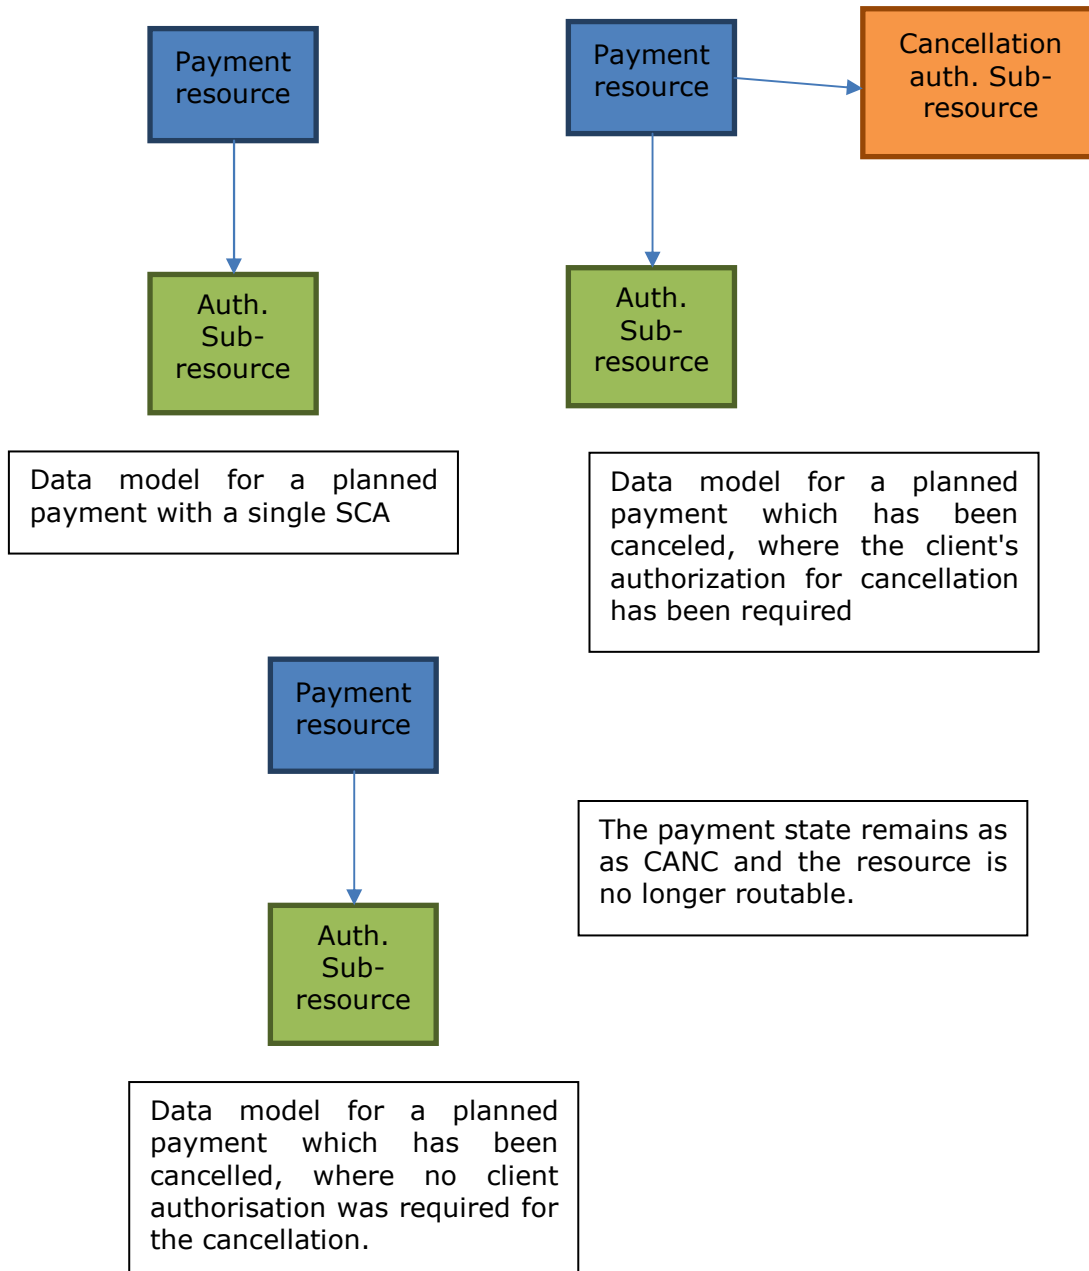 Payment
resource
Auth.
Sub-
resource
Data model for a planned
payment with a single SCA
Payment
resource
Cancellation
auth. Sub-
resource
Auth.
Sub-
resource
Data model for a planned
payment which has been
canceled, where the client's
authorization for cancellation
has been required
Payment
resource
Auth.
Sub-
resource
The payment state remains as
as CANC and the resource is
no longer routable.
Data model for a planned
payment which has been
cancelled, where no client
authorisation was required for
the cancellation.